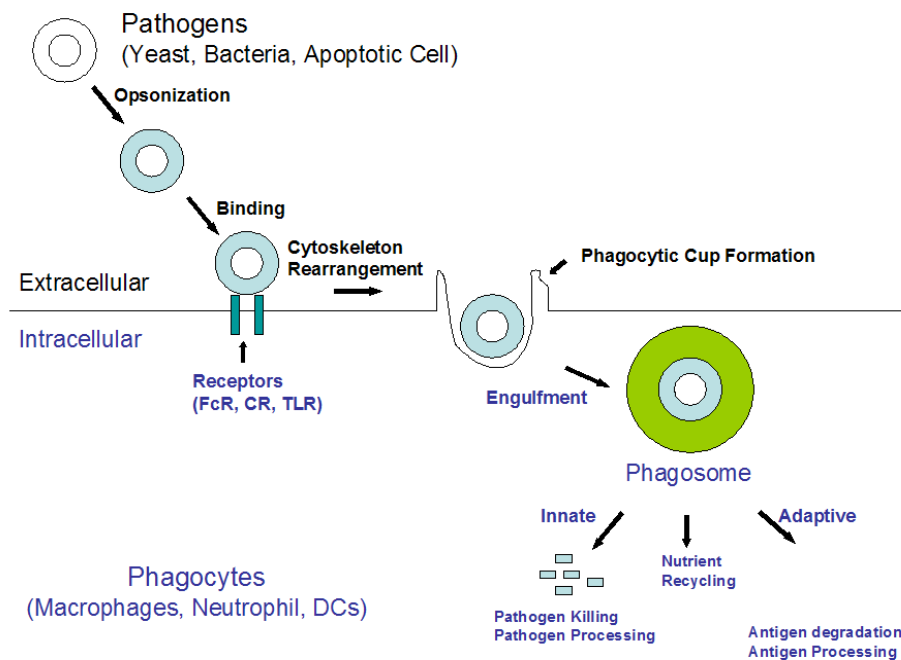 Pathogens
(Yeast, Bacteria, Apoptotic Cell)
Opsonization
Binding
Cytoskeleton
Rearrangement
Phagocytic Cup Formation
Extracellular
Intracellular
Receptors
(FcR, CR, TLR)
Engulfment
Phagosome
Innate
Adaptive
Nutrient
Recycling
Phagocytes
(Macrophages, Neutrophil, DCs)
Pathogen Killing
Pathogen Processing
Antigen degradation
Antigen Processing